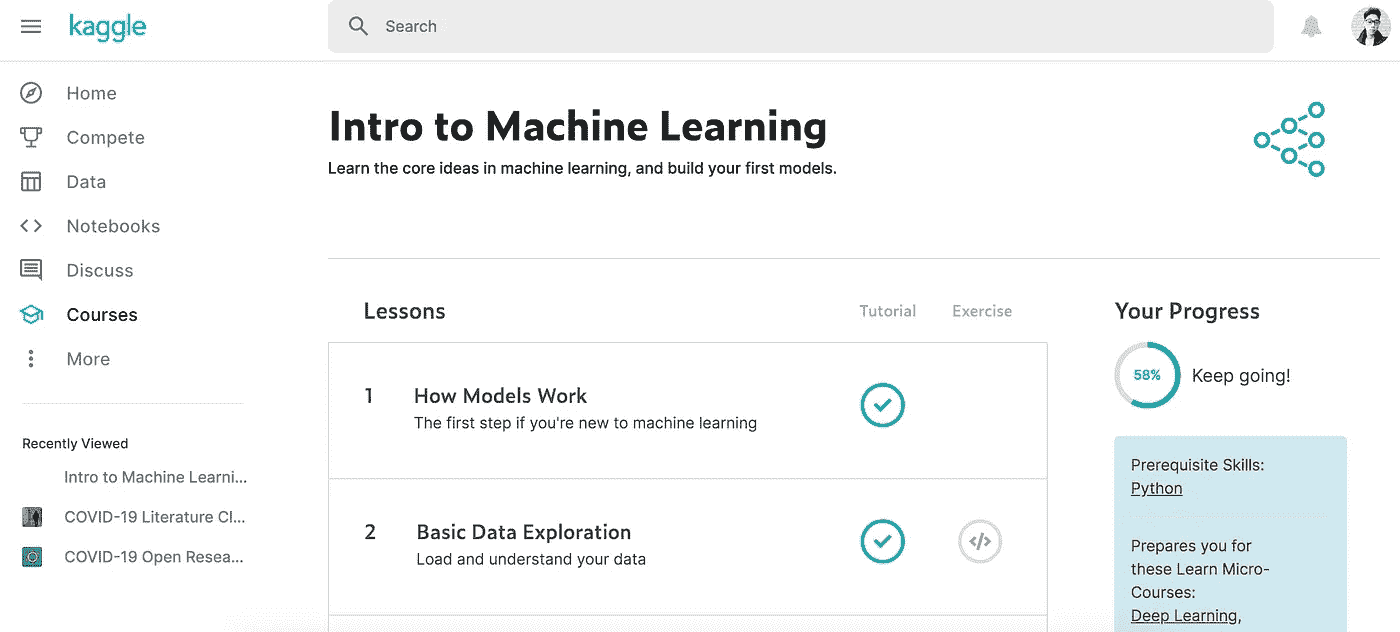 kaggle
Search
Home
Compete
Data
Notebooks
Discuss
Courses
More
Recently Viewed
Intro to Machine Learni...
COVID-19 Literature Cl...
COVID-19 Open Resea...
Intro to Machine Learning
Learn the core ideas in machine learning, and build your first models.
Lessons
Tutorial
Exercise
1
How Models Work
The first step if you're new to machine learning
2
Basic Data Exploration
Load and understand your data
</>
Your Progress
58%
Keep going!
Prerequisite Skills:
Python
Prepares you for
these Learn Micro-
Courses:
Deep Learning,